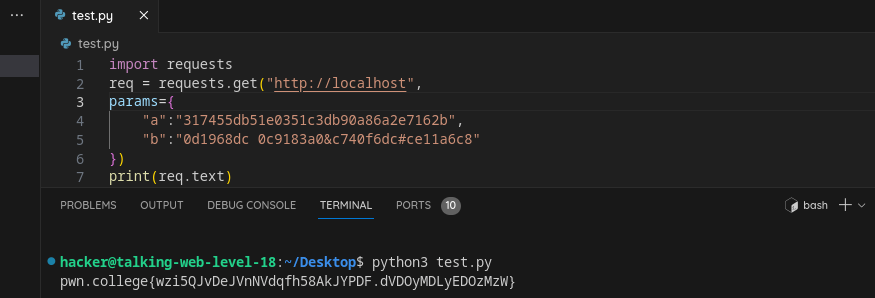 ... test.py ×
test.py
1 import requests
2 req = requests.get("http://localhost",
3 params={
4 "a":"317455db51e0351c3db90a86a2e7162b",
5 "b":"0d1968dc 0c9183a0&c740f6dc#ce11a6c8"
6 })
7 print(req.text)
PROBLEMS OUTPUT DEBUG CONSOLE TERMINAL PORTS 10 bash
hacker@talking-web-level-18:~/Desktop$ python3 test.py
pwn.college{wzi5QJvDeJVnNVdqfh58AkJYPDF.dVDOyMDLyEDOzMzW}